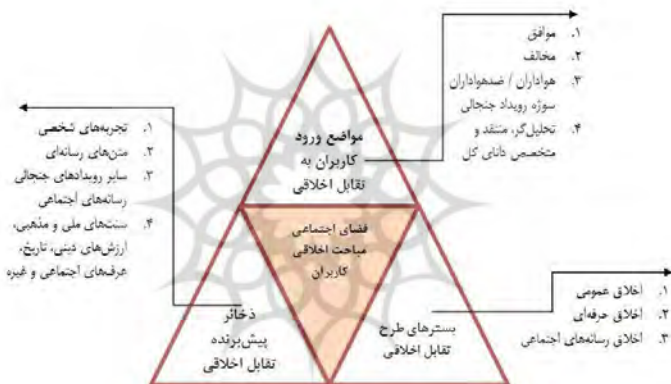 ۱. موافق
۲. مخالف
۳. هواداران / ضدهواداران
سوژه رویداد جنجالی
۴. تحلیل‌گر، منتقد و
متخصص دانای کل
مواضع ورود
کاربران به
تقابل اخلاقی
۱. تجربه‌های شخصی
۲. متن‌های رسانه‌ای
۳. سایر رویدادهای جنجالی
رسانه‌های اجتماعی
۴. سنت‌های ملی و مذهبی،
ارزش‌های دینی، تاریخ،
عرف‌های اجتماعی و غیره
فضای اجتماعی
مباحث اخلاقی
کاربران
ذخائر
پیش‌برنده
تقابل اخلاقی
بسترهای طرح
تقابل اخلاقی
۱. اخلاق عمومی
۲. اخلاق حرفه‌ای
۳. اخلاق رسانه‌های اجتماعی